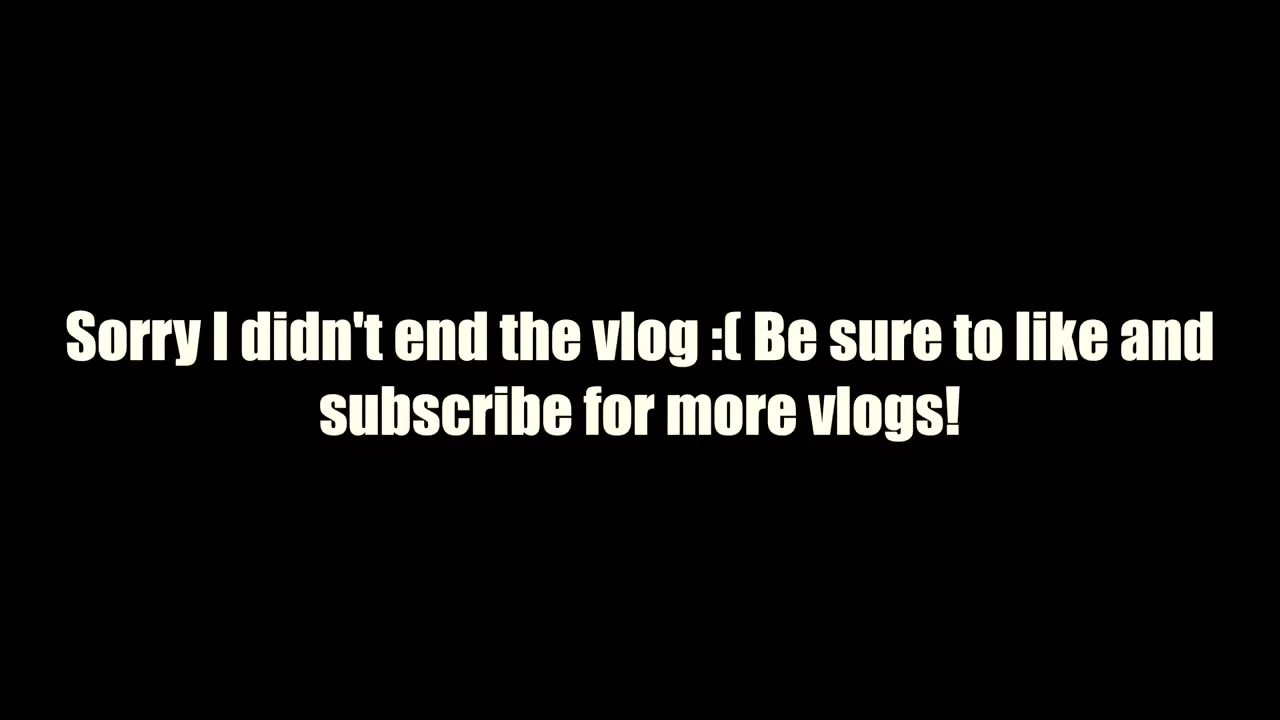 Sorry I didn't end the vlog :( Be sure to like and
subscribe for more vlogs!